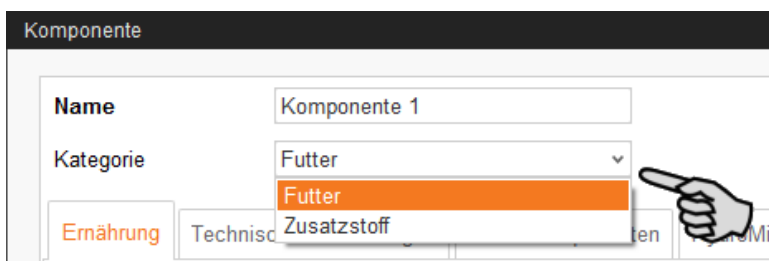 Komponente
Name Komponente 1
Kategorie Futter
Futter
Zusatzstoff
Ernährung